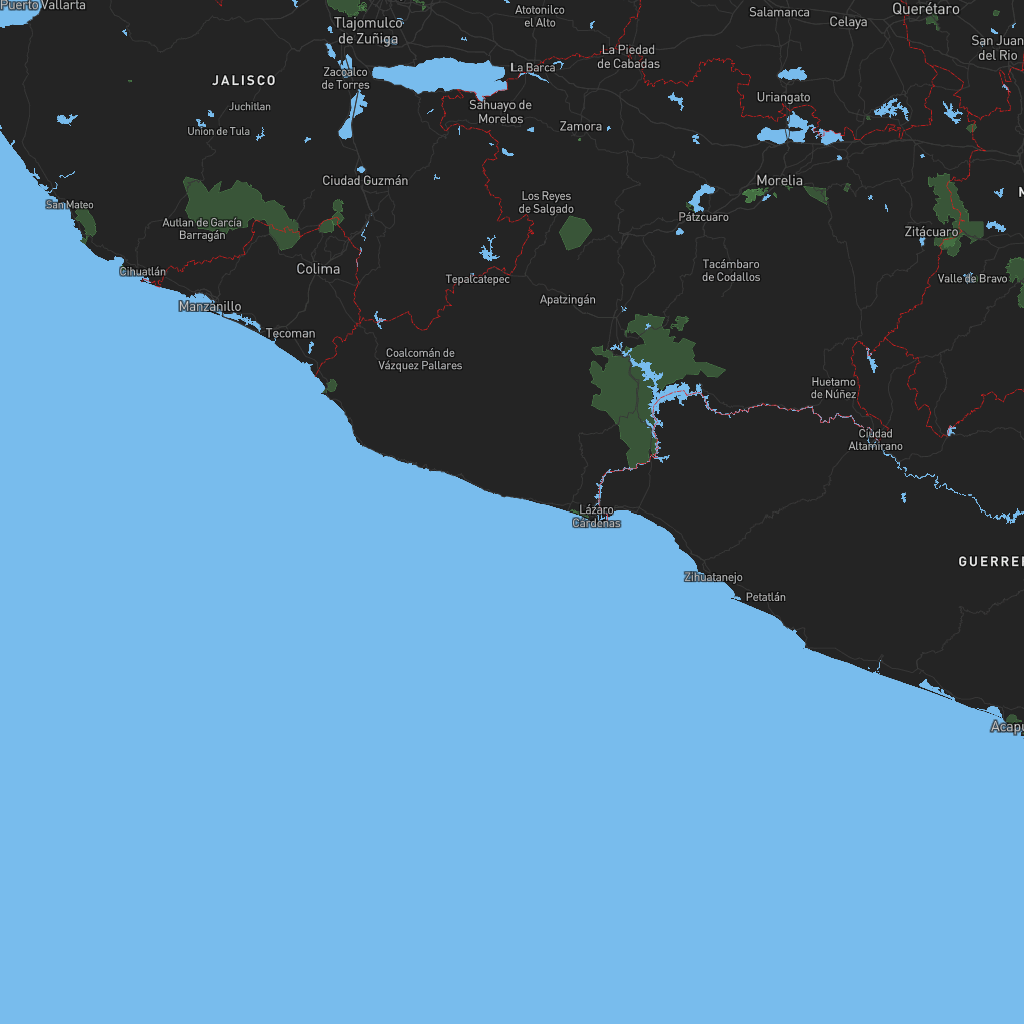 Puerto Vallarta
Tlajomulco
de Zuñiga
Atotonilco
el Alto
Salamanca
Celaya
Querétaro
San Juan
del Rio
La Piedad
de Cabadas
JALISCO
Zacoalco
de Torres
La Barca
Juchitlan
Sahuayo de
Morelos
Uriangato
Union de Tula
Zamora
Ciudad Guzmán
Morelia
San Mateo
Los Reyes
de Salgado
Autlan de García
Barragán
Pátzcuaro
Zitácuaro
Cihuatlán
Colima
Tepalcatepec
Tacámbaro
de Codallos
Valle de Bravo
Manzanillo
Apatzingán
Tecoman
Coalcomán de
Vázquez Pallares
Huetamo
de Núñez
Ciudad
Altamirano
Lázaro
Cárdenas
GUERRE
Zihuatanejo
Petatlán
Acapu